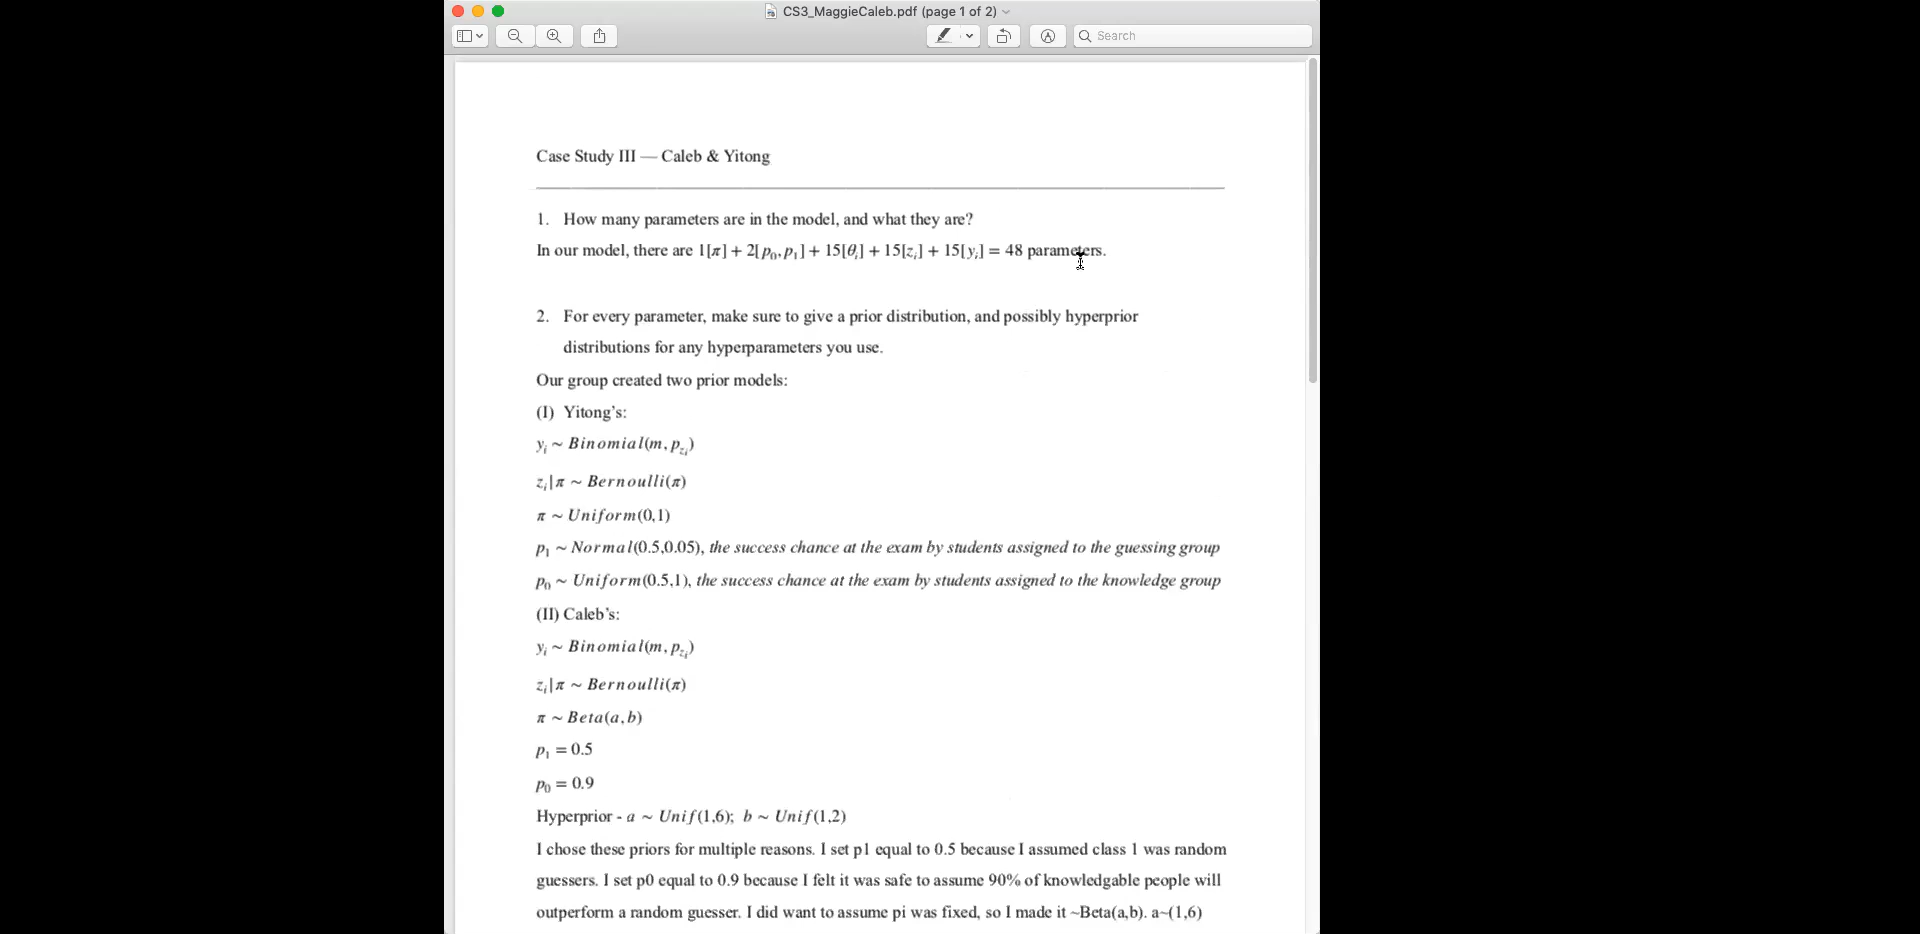 CS3_MaggieCaleb.pdf (page 1 of 2)
Search
Case Study III — Caleb & Yitong
1. How many parameters are in the model, and what they are?
In our model, there are 1[π] + 2[p₀, p₁] + 15[θᵢ] + 15[zᵢ] + 15[yᵢ] = 48 parameters.
2. For every parameter, make sure to give a prior distribution, and possibly hyperprior
distributions for any hyperparameters you use.
Our group created two prior models:
(I) Yitong’s:
yᵢ ~ Binomial(m, p_zᵢ)
zᵢ|π ~ Bernoulli(π)
π ~ Uniform(0,1)
p₁ ~ Normal(0.5,0.05), the success chance at the exam by students assigned to the guessing group
p₀ ~ Uniform(0.5,1), the success chance at the exam by students assigned to the knowledge group
(II) Caleb’s:
yᵢ ~ Binomial(m, p_zᵢ)
zᵢ|π ~ Bernoulli(π)
π ~ Beta(a,b)
p₁ = 0.5
p₀ = 0.9
Hyperprior - a ~ Unif(1,6); b ~ Unif(1,2)
I chose these priors for multiple reasons. I set p1 equal to 0.5 because I assumed class 1 was random
guessers. I set p0 equal to 0.9 because I felt it was safe to assume 90% of knowledgable people will
outperform a random guesser. I did want to assume pi was fixed, so I made it ~Beta(a,b). a~(1,6)